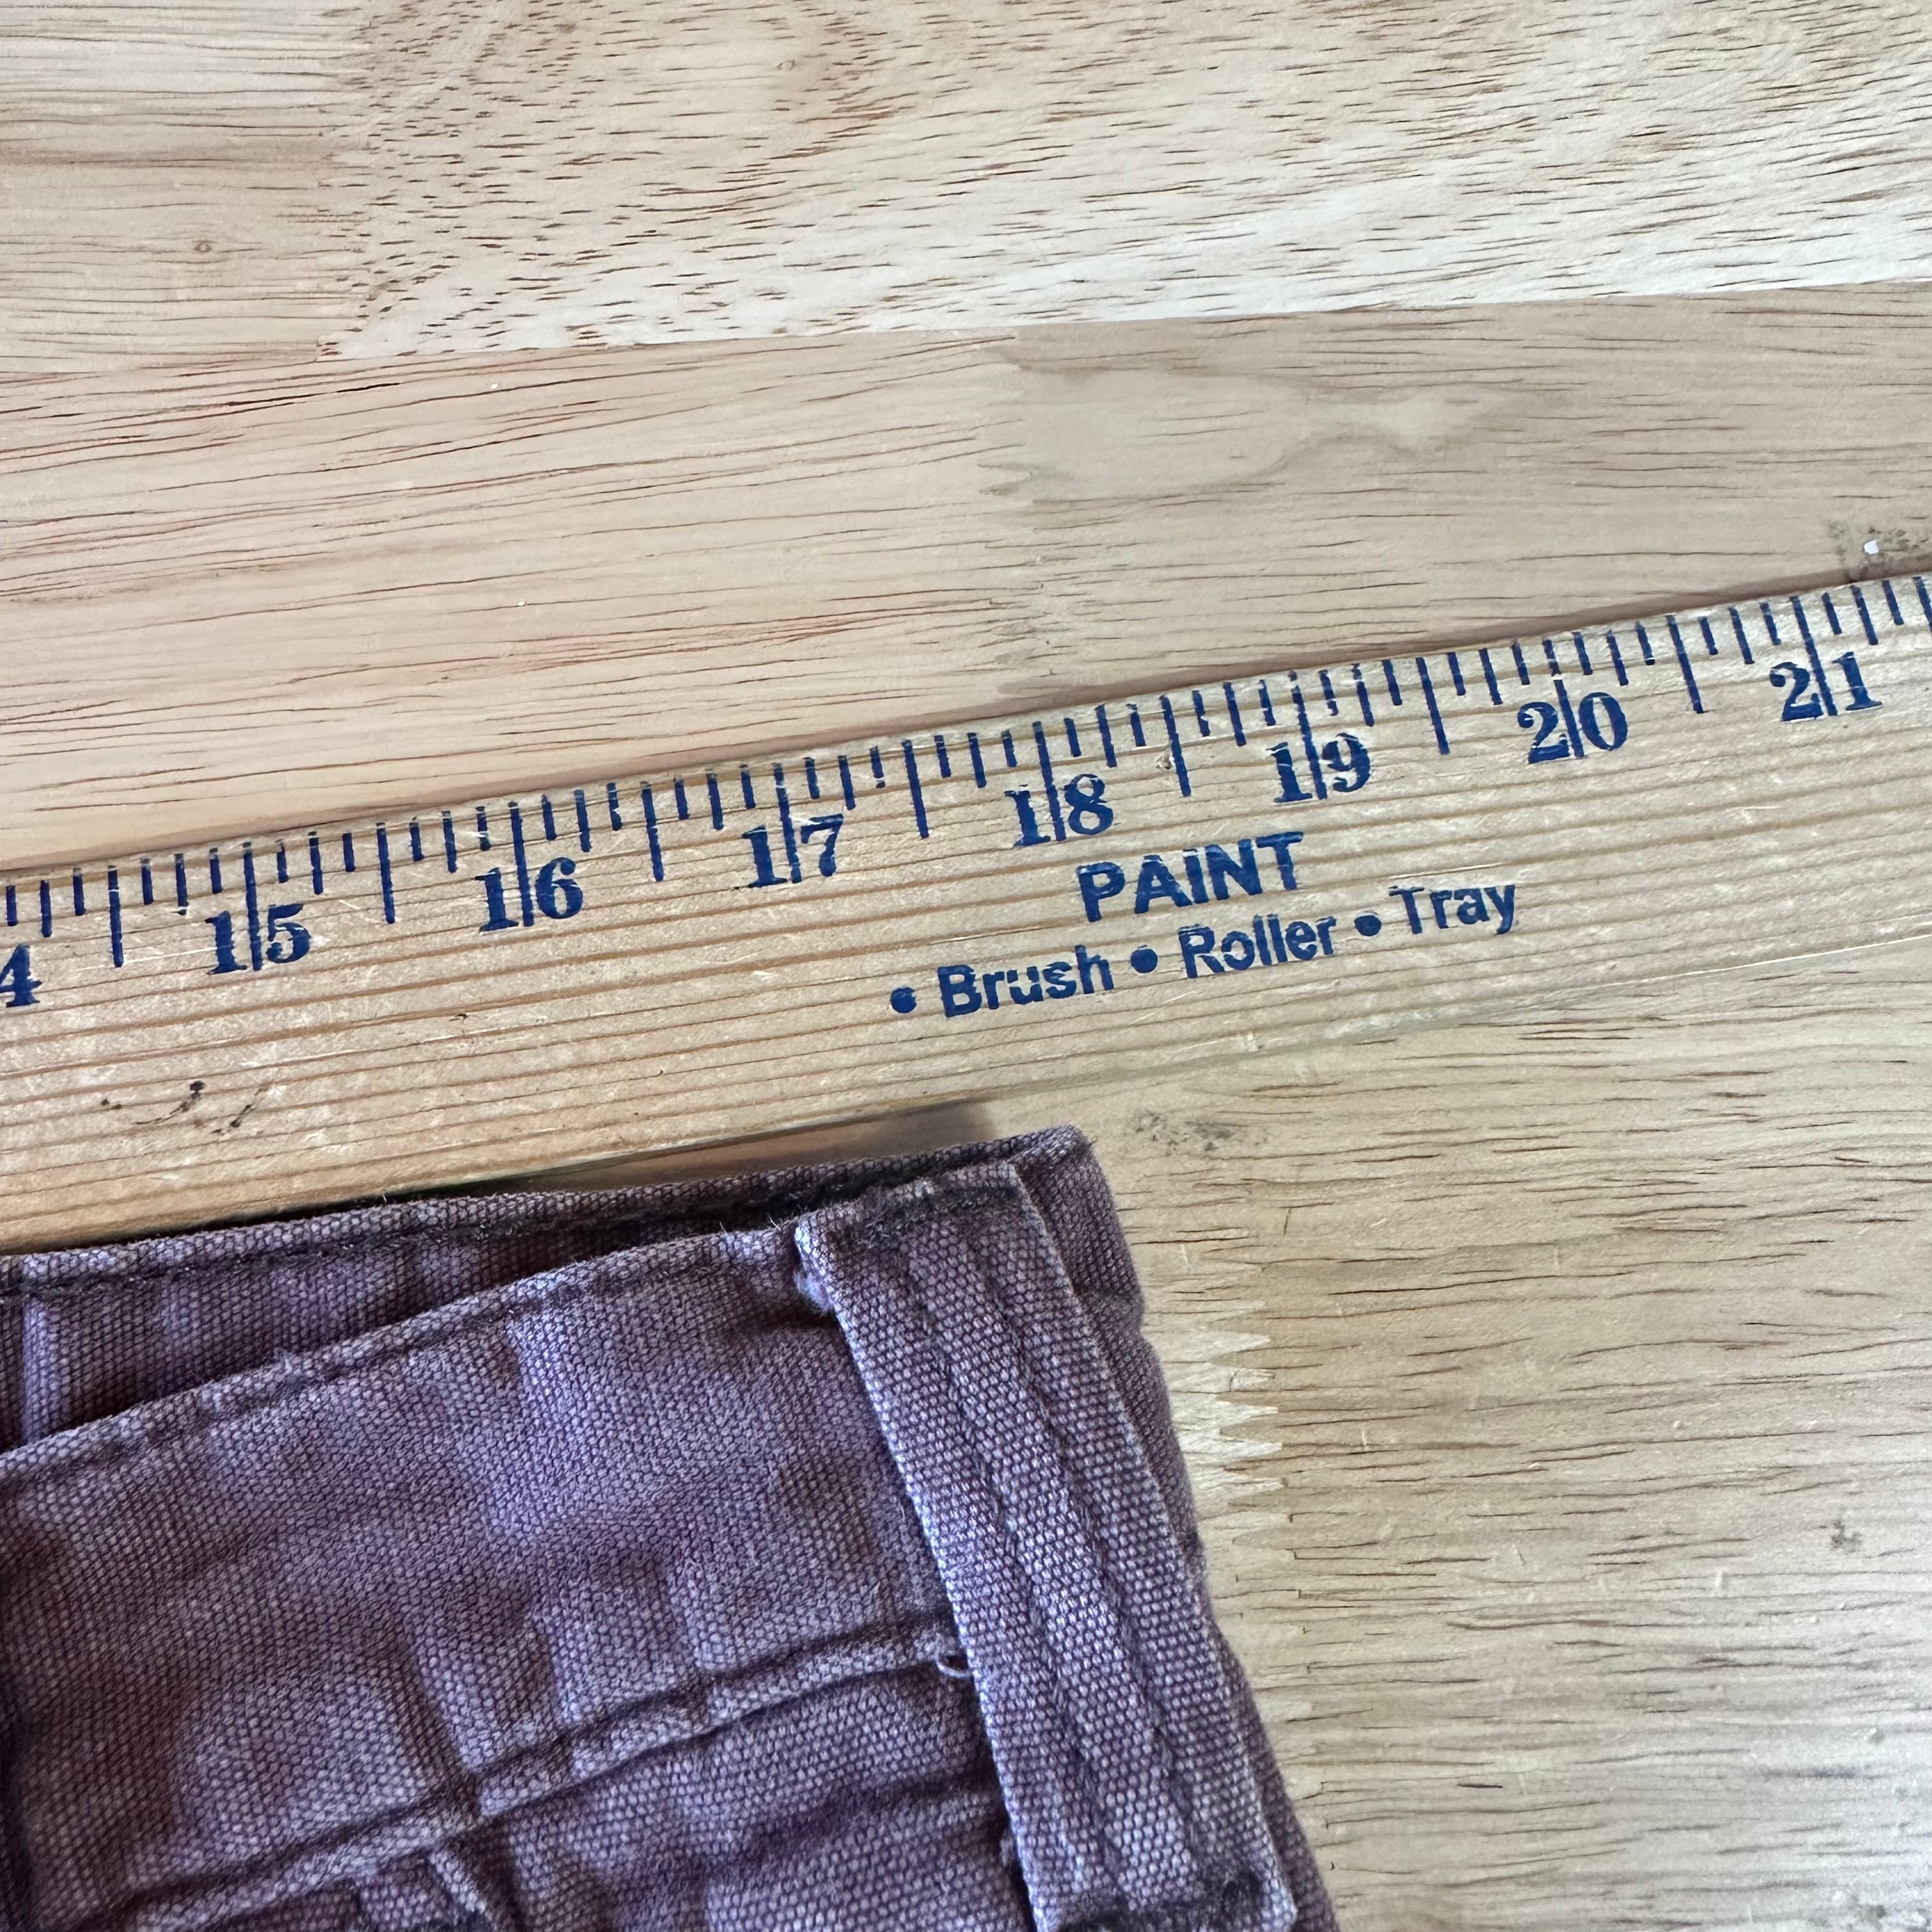 4 15 16 17 18 19 20 21
PAINT
• Brush • Roller • Tray